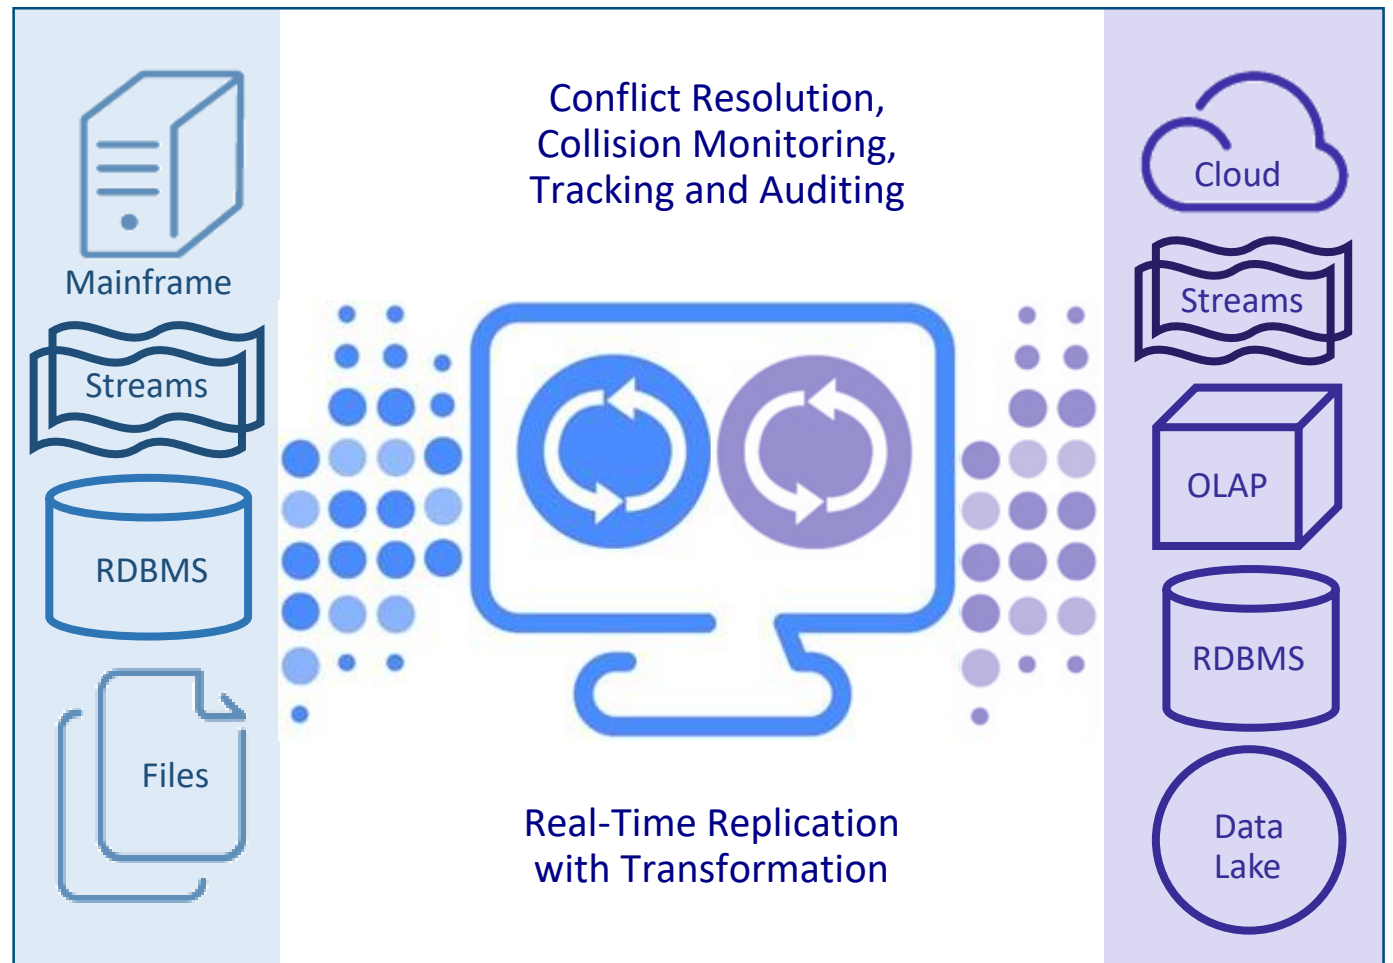 Mainframe
Streams
RDBMS
Files
Conflict Resolution,
Collision Monitoring,
Tracking and Auditing
Real-Time Replication
with Transformation
Cloud
Streams
OLAP
RDBMS
Data
Lake